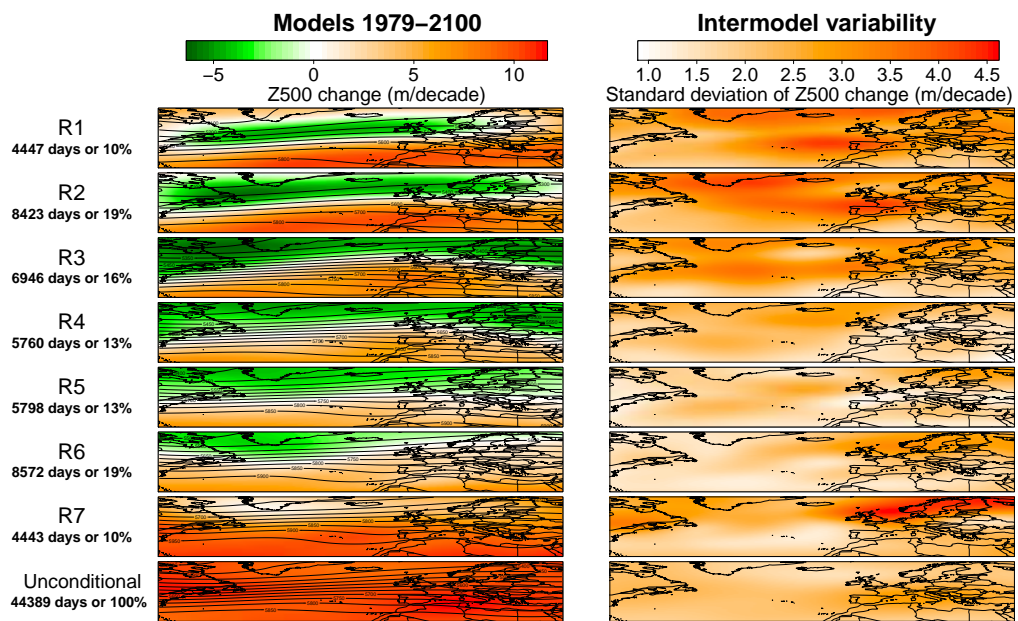 Models 1979–2100
Intermodel variability
−5 0 5 10
1.0 1.5 2.0 2.5 3.0 3.5 4.0 4.5
Z500 change (m/decade)
Standard deviation of Z500 change (m/decade)
R1
4447 days or 10%
R2
8423 days or 19%
R3
6946 days or 16%
R4
5760 days or 13%
R5
5798 days or 13%
R6
8572 days or 19%
R7
4443 days or 10%
Unconditional
44389 days or 100%